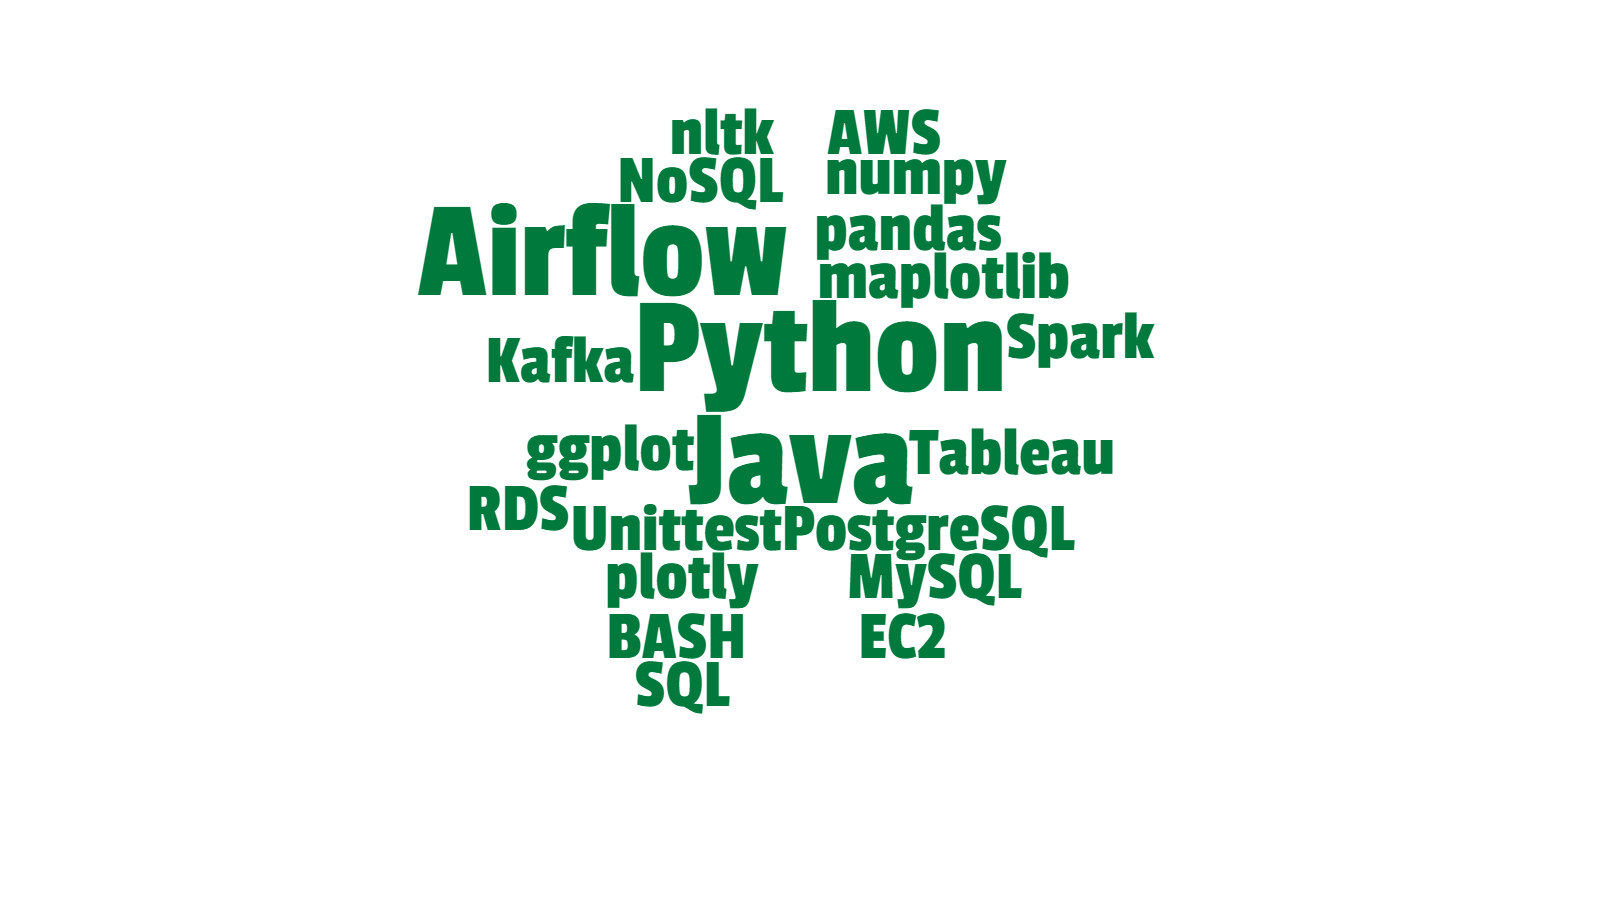 nltk AWS
NoSQL numpy
Airflow pandas
maplotlib
Kafka Python Spark
ggplot Java Tableau
RDS Unittest PostgreSQL
plotly MySQL
BASH EC2
SQL